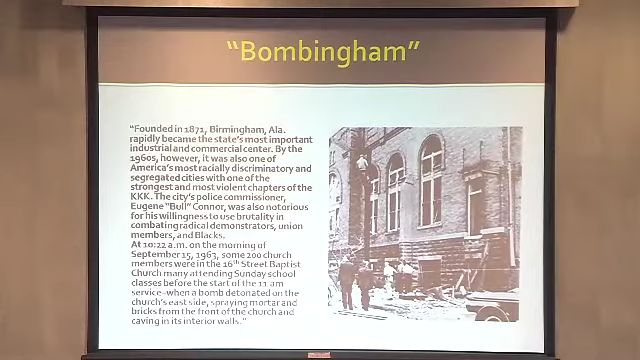 “Bombingham”
“Founded in 1871, Birmingham, Ala.
rapidly became the state's most important
industrial and commercial center. By the
1960s, however, it was also one of
America's most racially discriminatory and
segregated cities with one of the
strongest and most violent chapters of the
KKK. The city's police commissioner,
Eugene “Bull” Connor, was also notorious
for his willingness to use brutality in
combating radical demonstrators, union
members, and Blacks.
At 10:22 a.m. on the morning of
September 15, 1963, some 200 church
members were in the 16th Street Baptist
Church many attending Sunday school
classes before the start of the 11 am
service–when a bomb detonated on the
church's east side, spraying mortar and
bricks from the front of the church and
caving in its interior walls.”